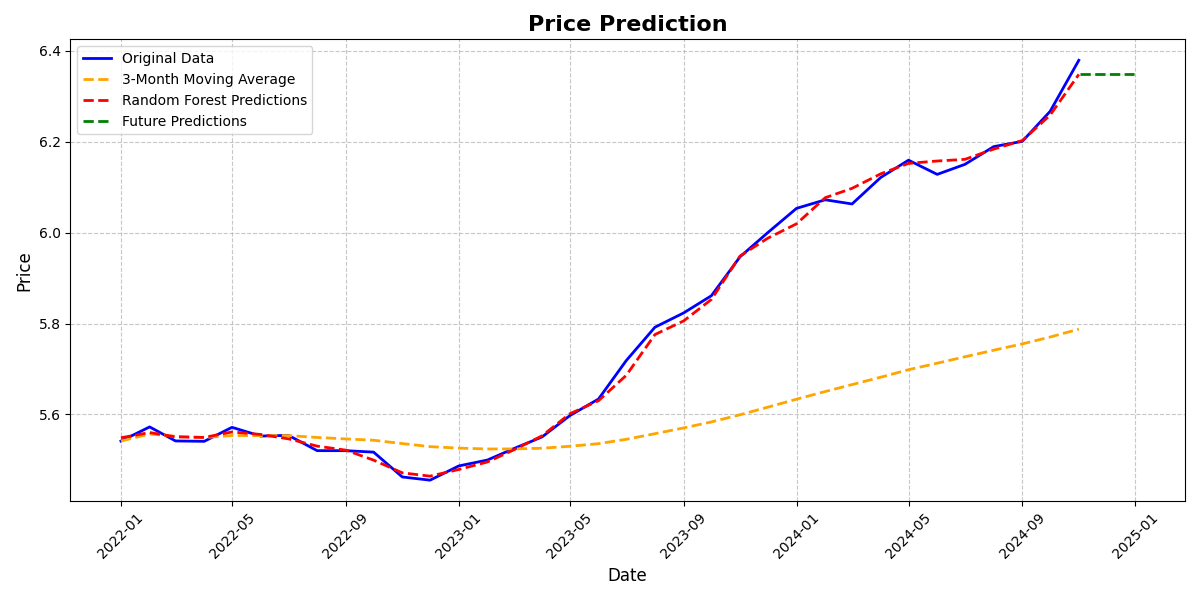 Price Prediction
Original Data
3-Month Moving Average
Random Forest Predictions
Future Predictions
Price
6.4
6.2
6.0
5.8
5.6
2022-01
2022-05
2022-09
2023-01
2023-05
2023-09
2024-01
2024-05
2024-09
2025-01
Date